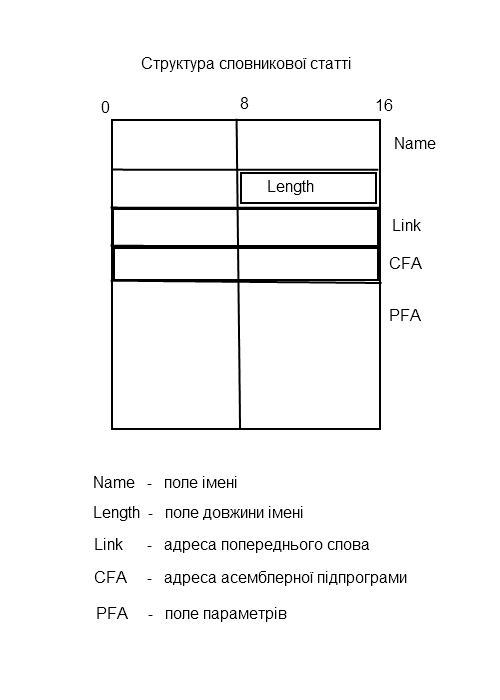 Структура словникової статті
0 8 16
Name
Length
Link
CFA
PFA
Name - поле імені
Length - поле довжини імені
Link - адреса попереднього слова
CFA - адреса асемблерної підпрограми
PFA - поле параметрів